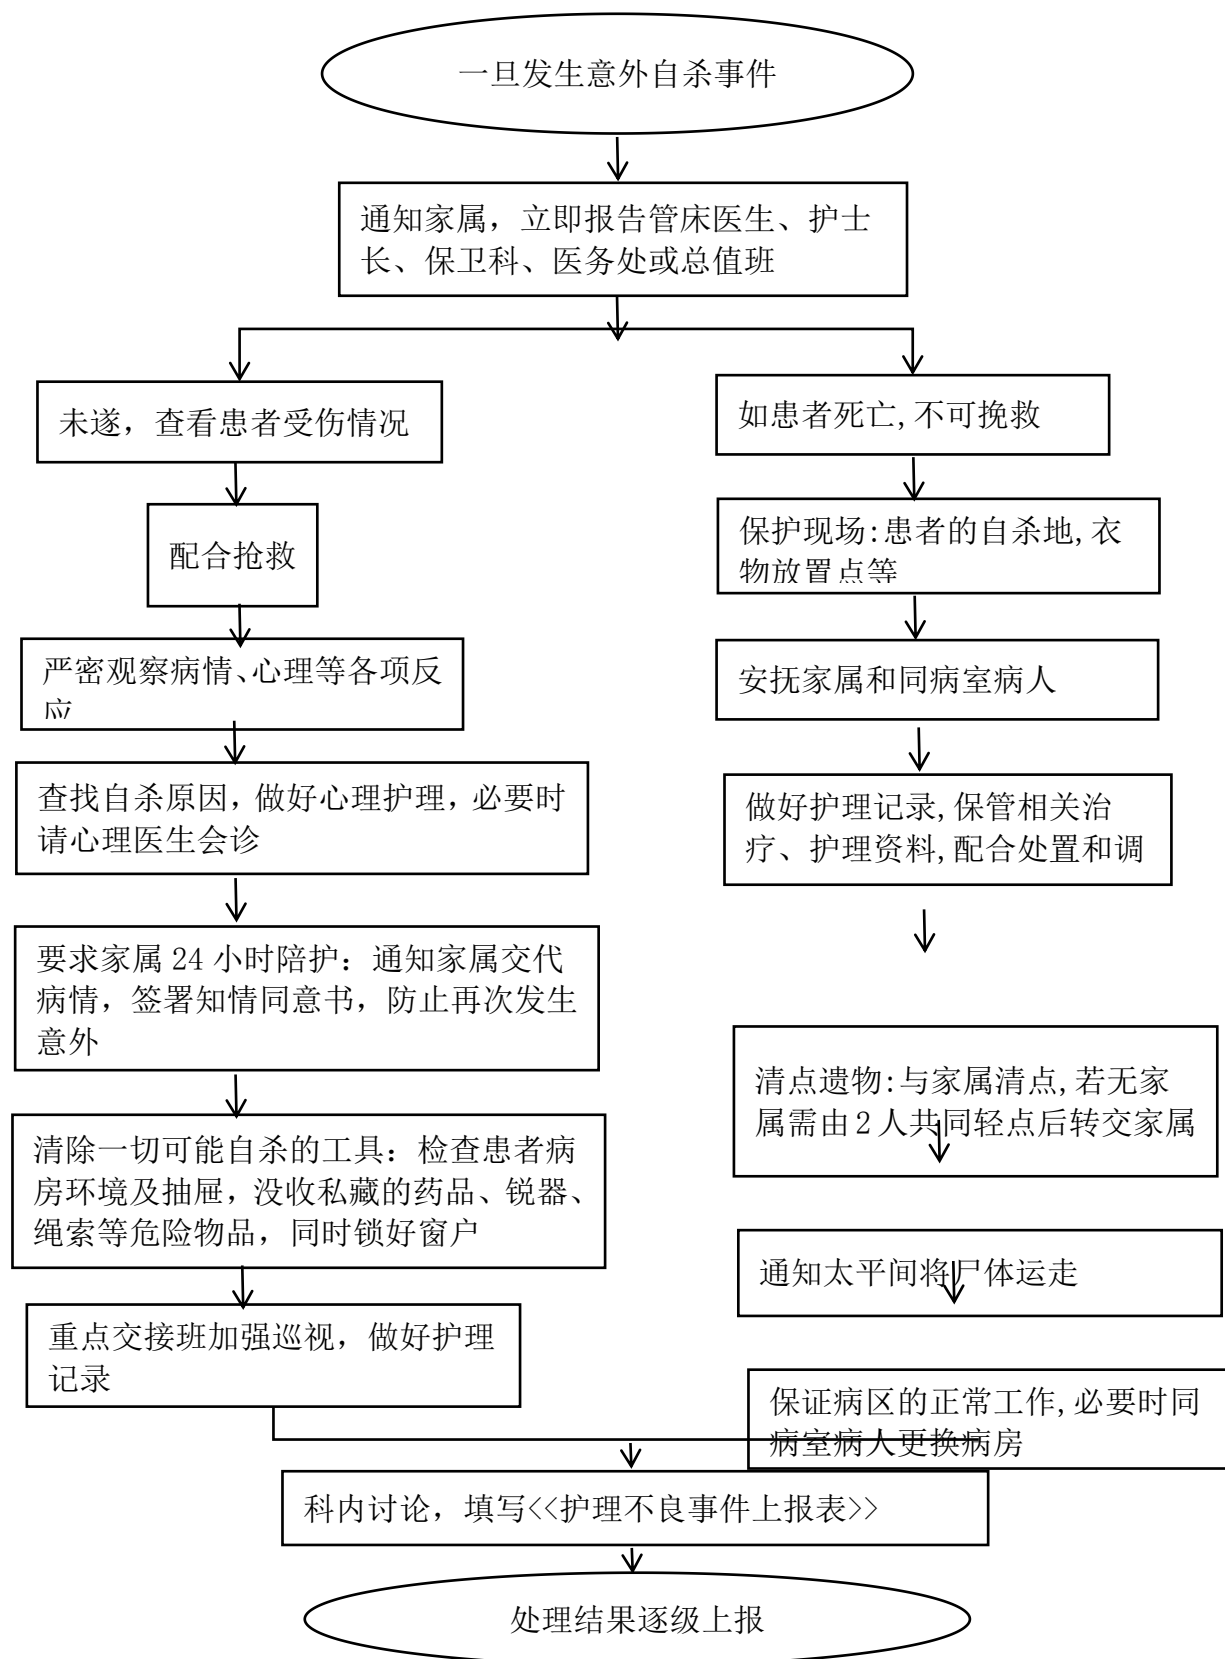 一旦发生意外自杀事件
通知家属，立即报告管床医生、护士
长、保卫科、医务处或总值班
未遂，查看患者受伤情况
配合抢救
严密观察病情、心理等各项反
应
查找自杀原因，做好心理护理，必要时
请心理医生会诊
要求家属 24 小时陪护：通知家属交代
病情，签署知情同意书，防止再次发生
意外
清除一切可能自杀的工具：检查患者病
房环境及抽屉，没收私藏的药品、锐器、
绳索等危险物品，同时锁好窗户
重点交接班加强巡视，做好护理
记录
如患者死亡,不可挽救
保护现场:患者的自杀地,衣
物放置点等
安抚家属和同病室病人
做好护理记录,保管相关治
疗、护理资料,配合处置和调
清点遗物:与家属清点,若无家
属需由2人共同轻点后转交家属
通知太平间将尸体运走
保证病区的正常工作,必要时同
病室病人更换病房
科内讨论，填写<<护理不良事件上报表>>
处理结果逐级上报